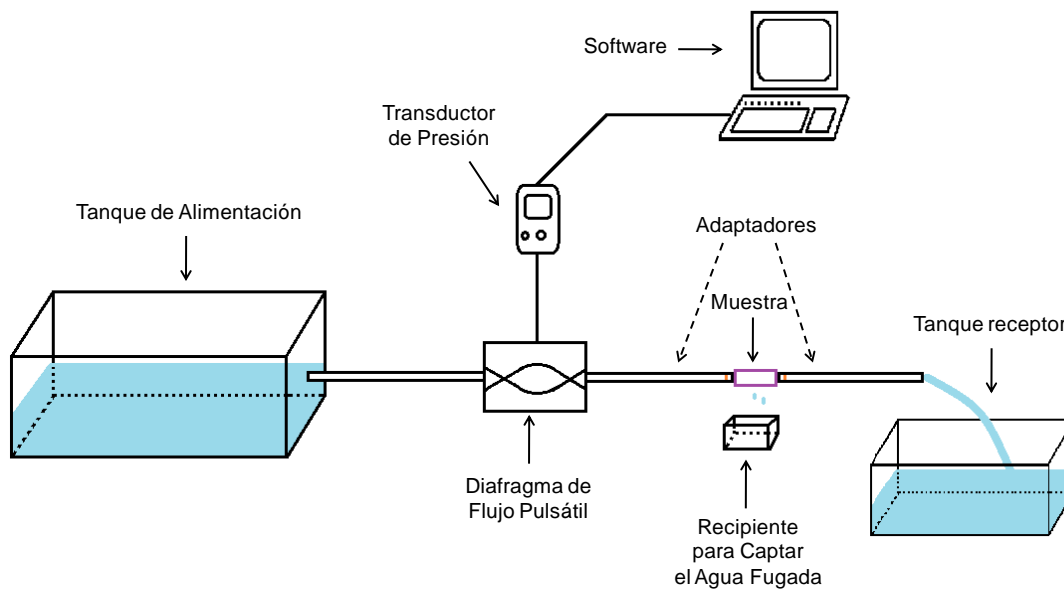 Software
Transductor
de Presión
Tanque de Alimentación
Adaptadores
Muestra
Tanque receptor
Diafragma de
Flujo Pulsátil
Recipiente
para Captar
el Agua Fugada